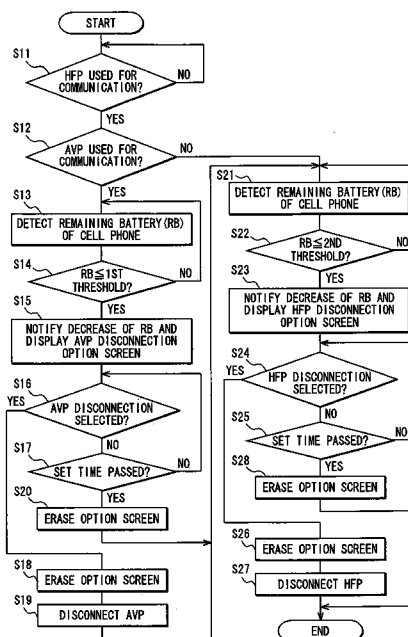 START
S11
HFP USED FOR
COMMUNICATION?
NO
YES
S12
AVP USED FOR
COMMUNICATION?
NO
YES
S13
DETECT REMAINING BATTERY(RB)
OF CELL PHONE
S14
RB≦1ST
THRESHOLD?
NO
YES
S15
NOTIFY DECREASE OF RB AND
DISPLAY AVP DISCONNECTION
OPTION SCREEN
S16
YES
AVP DISCONNECTION
SELECTED?
NO
S17
SET TIME PASSED?
NO
YES
S20
ERASE OPTION SCREEN
S18
ERASE OPTION SCREEN
S19
DISCONNECT AVP
S21
DETECT REMAINING BATTERY(RB)
OF CELL PHONE
S22
RB≦2ND
THRESHOLD?
NO
YES
S23
NOTIFY DECREASE OF RB AND
DISPLAY HFP DISCONNECTION
OPTION SCREEN
S24
YES
HFP DISCONNECTION
SELECTED?
NO
S25
SET TIME PASSED?
NO
YES
S28
ERASE OPTION SCREEN
S26
ERASE OPTION SCREEN
S27
DISCONNECT HFP
END